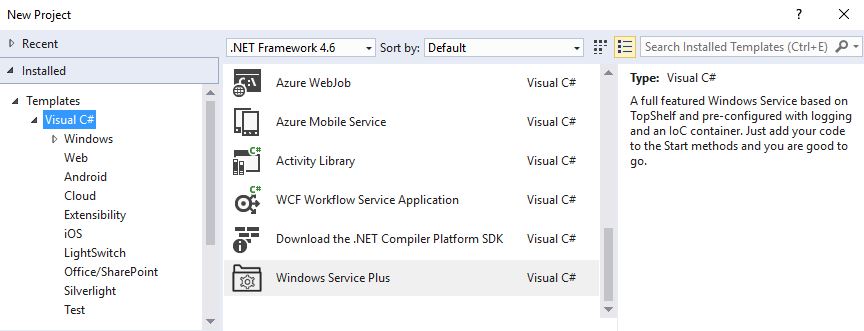 New Project
?
Recent
.NET Framework 4.6
Sort by: Default
Search Installed Templates (Ctrl+E)
Installed
Templates
Visual C#
Windows
Web
Android
Cloud
Extensibility
iOS
LightSwitch
Office/SharePoint
Silverlight
Test
C:\
Azure WebJob Visual C#
Azure Mobile Service Visual C#
C#
Activity Library Visual C#
C#
WCF Workflow Service Application Visual C#
Download the .NET Compiler Platform SDK Visual C#
Windows Service Plus Visual C#
Type: Visual C#
A full featured Windows Service based on
TopShelf and pre-configured with logging
and an IoC container. Just add your code
to the Start methods and you are good to
go.